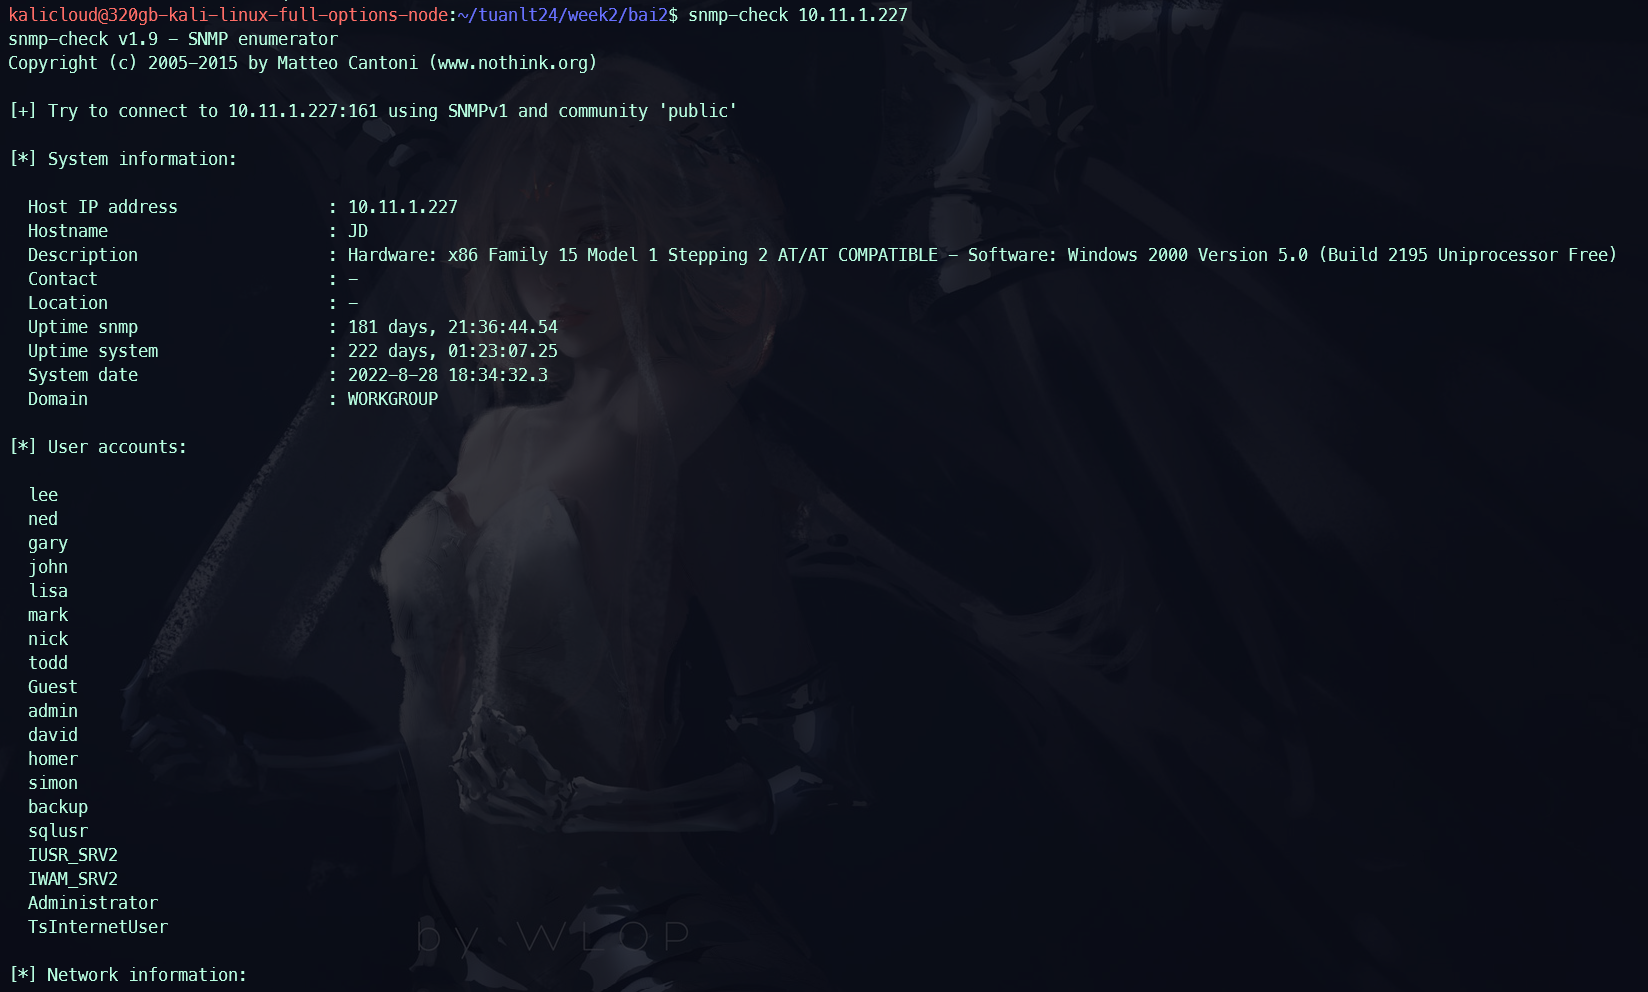 kalicloud@320gb-kali-linux-full-options-node:~/tuanlt24/week2/bai2$ snmp-check 10.11.1.227
snmp-check v1.9 - SNMP enumerator
Copyright (c) 2005-2015 by Matteo Cantoni (www.nothink.org)
[+] Try to connect to 10.11.1.227:161 using SNMPv1 and community 'public'
[*] System information:
Host IP address : 10.11.1.227
Hostname : JD
Description : Hardware: x86 Family 15 Model 1 Stepping 2 AT/AT COMPATIBLE - Software: Windows 2000 Version 5.0 (Build 2195 Uniprocessor Free)
Contact : -
Location : -
Uptime snmp : 181 days, 21:36:44.54
Uptime system : 222 days, 01:23:07.25
System date : 2022-8-28 18:34:32.3
Domain : WORKGROUP
[*] User accounts:
lee
ned
gary
john
lisa
mark
nick
todd
Guest
admin
david
homer
simon
backup
sqlusr
IUSR_SRV2
IWAM_SRV2
Administrator
TsInternetUser
by WLOP
[*] Network information: